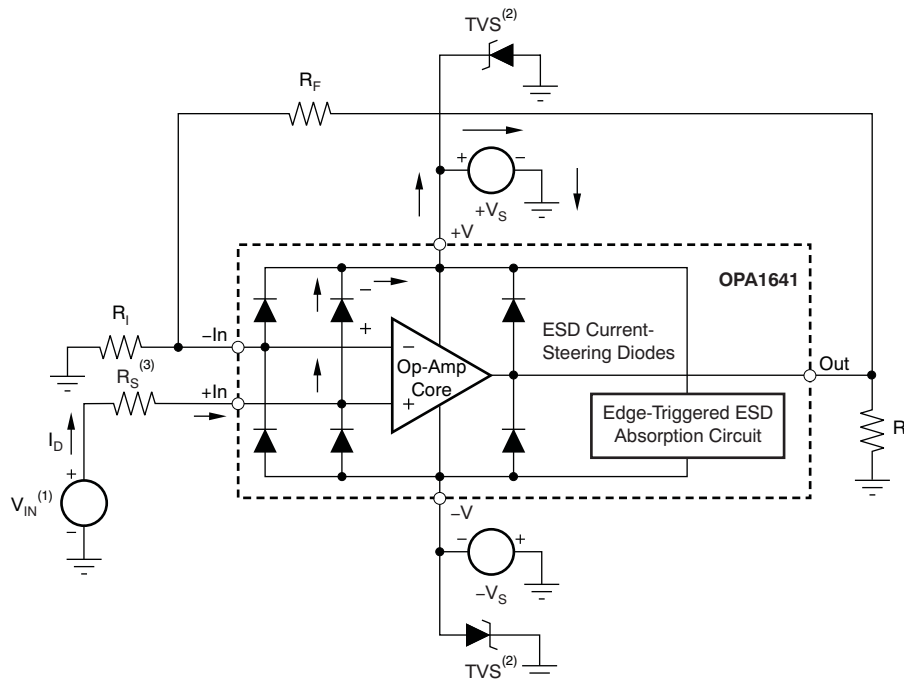 TVS(2)
RF
+ −
+VS
+V
OPA1641
−
+
RI
−In
ESD Current-
Steering Diodes
−
Op-Amp
Core
+
Out
(3)
RS
+In
Edge-Triggered ESD
Absorption Circuit
R
ID
+
VIN(1)
−
−V
− +
−VS
TVS(2)